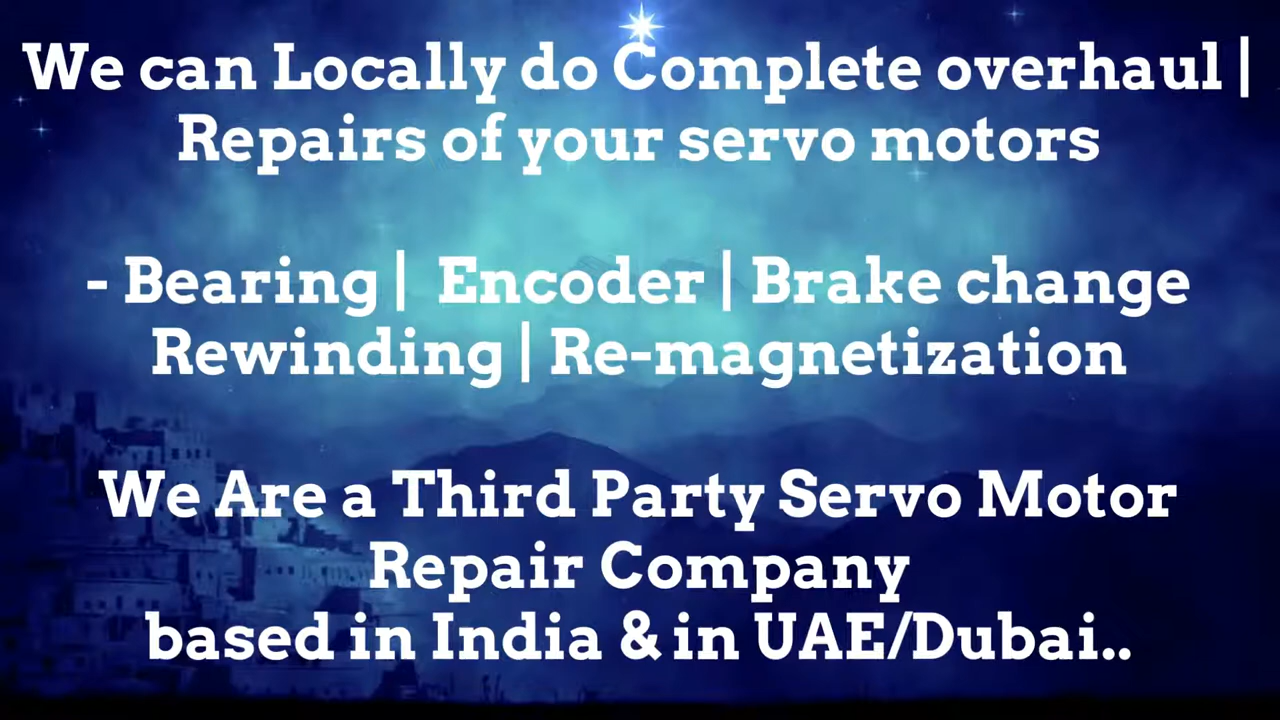 We can Locally do Complete overhaul |
Repairs of your servo motors
- Bearing | Encoder | Brake change
Rewinding | Re-magnetization
We Are a Third Party Servo Motor
Repair Company
based in India & in UAE/Dubai..